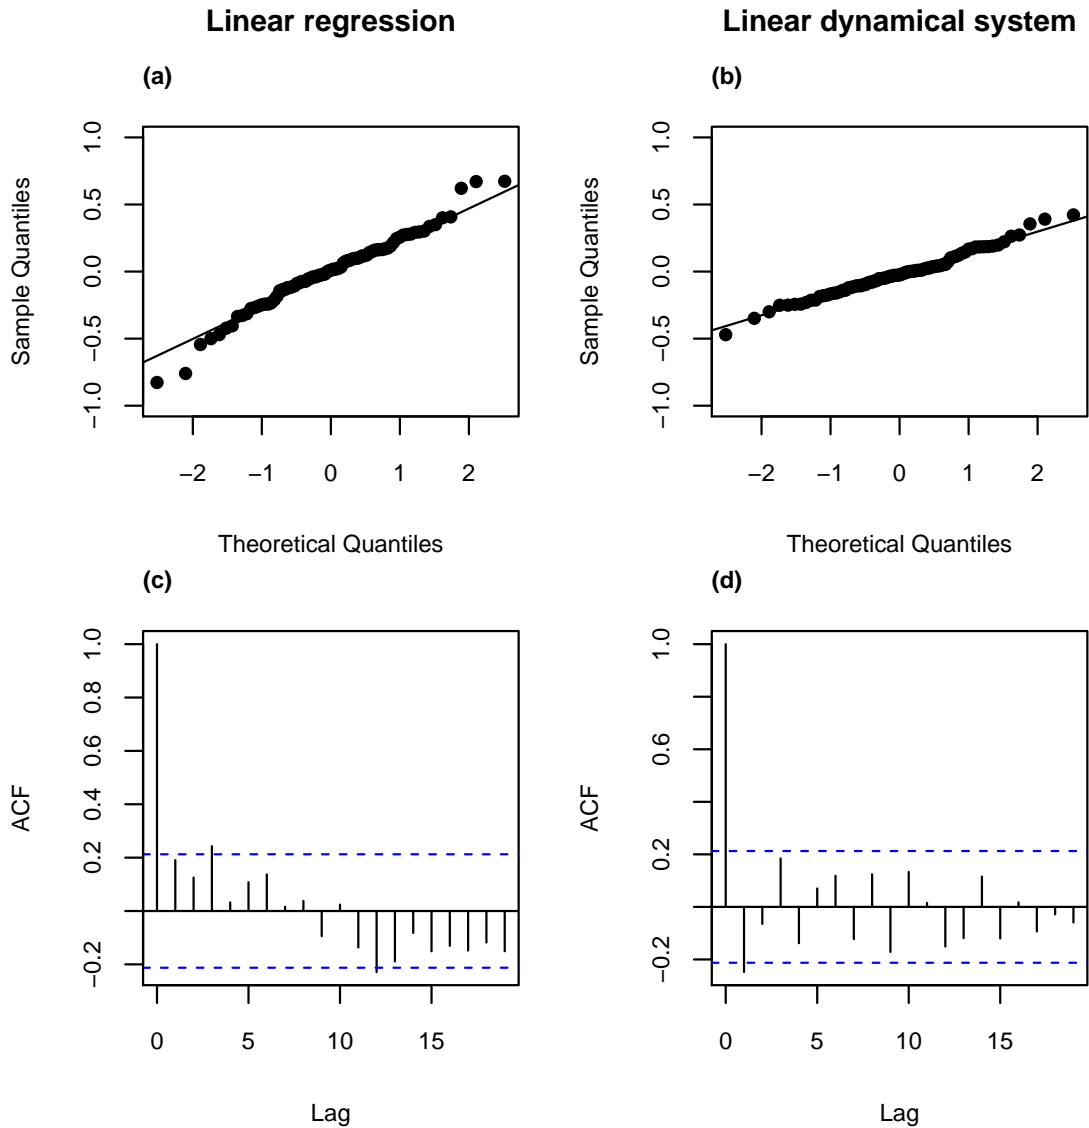 Linear regression
Linear dynamical system
(a)
(b)
Sample Quantiles
1.0
0.5
0.0
−0.5
−1.0
−2 −1 0 1 2
Theoretical Quantiles
Sample Quantiles
1.0
0.5
0.0
−0.5
−1.0
−2 −1 0 1 2
Theoretical Quantiles
(c)
(d)
ACF
1.0
0.8
0.6
0.4
0.2
−0.2
0 5 10 15
Lag
ACF
1.0
0.6
0.2
−0.2
0 5 10 15
Lag